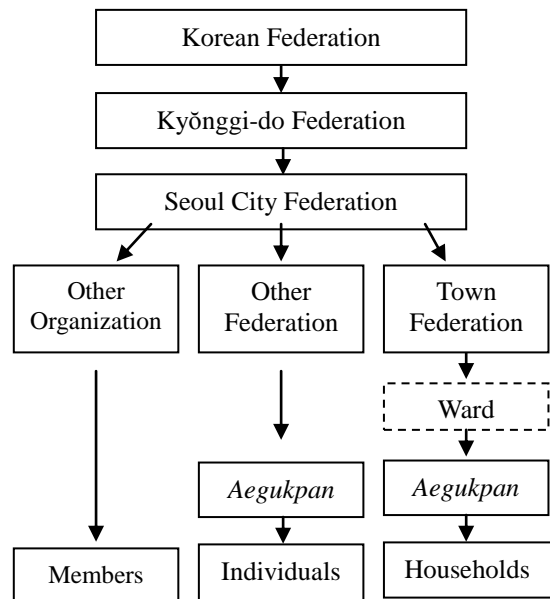 Korean Federation
Kyŏnggi-do Federation
Seoul City Federation
Other
Organization
Other
Federation
Town
Federation
Ward
Aegukpan
Aegukpan
Members
Individuals
Households